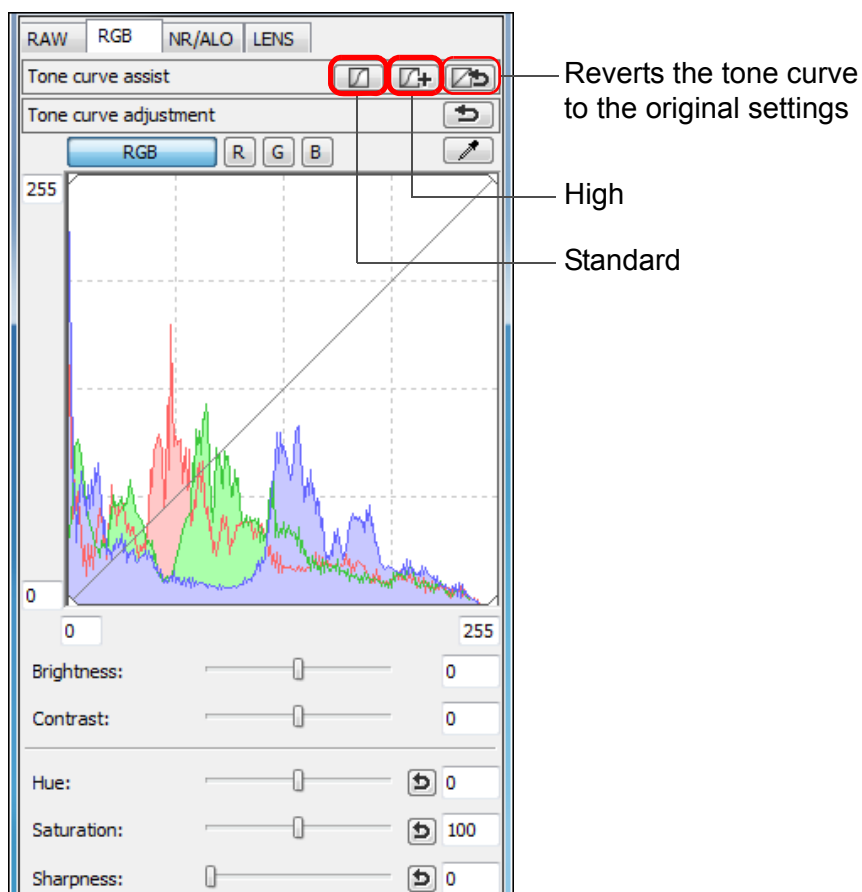 RAW RGB NR/ALO LENS
Tone curve assist
Reverts the tone curve
to the original settings
Tone curve adjustment
RGB R G B
255
High
Standard
0
0 255
Brightness: 0
Contrast: 0
Hue: 0
Saturation: 100
Sharpness: 0